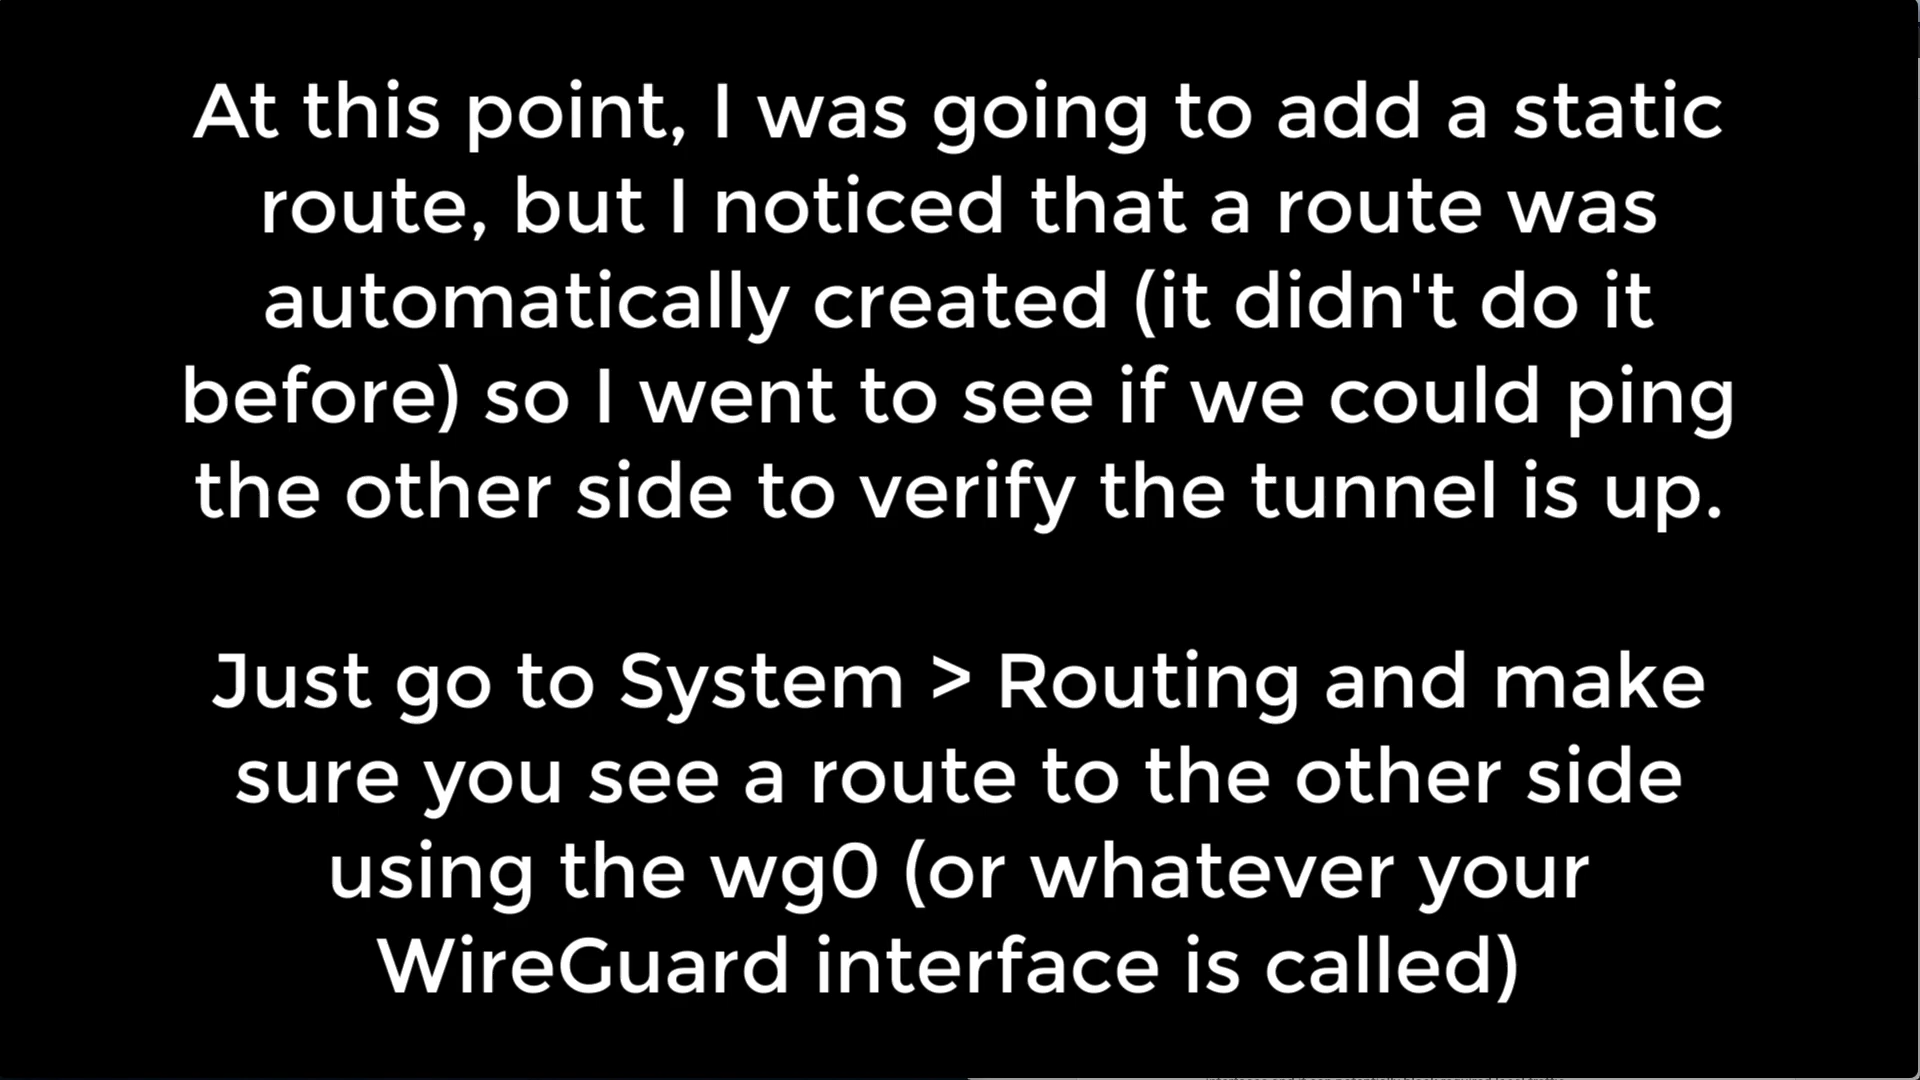 At this point, I was going to add a static
route, but I noticed that a route was
automatically created (it didn't do it
before) so I went to see if we could ping
the other side to verify the tunnel is up.
Just go to System > Routing and make
sure you see a route to the other side
using the wg0 (or whatever your
WireGuard interface is called)